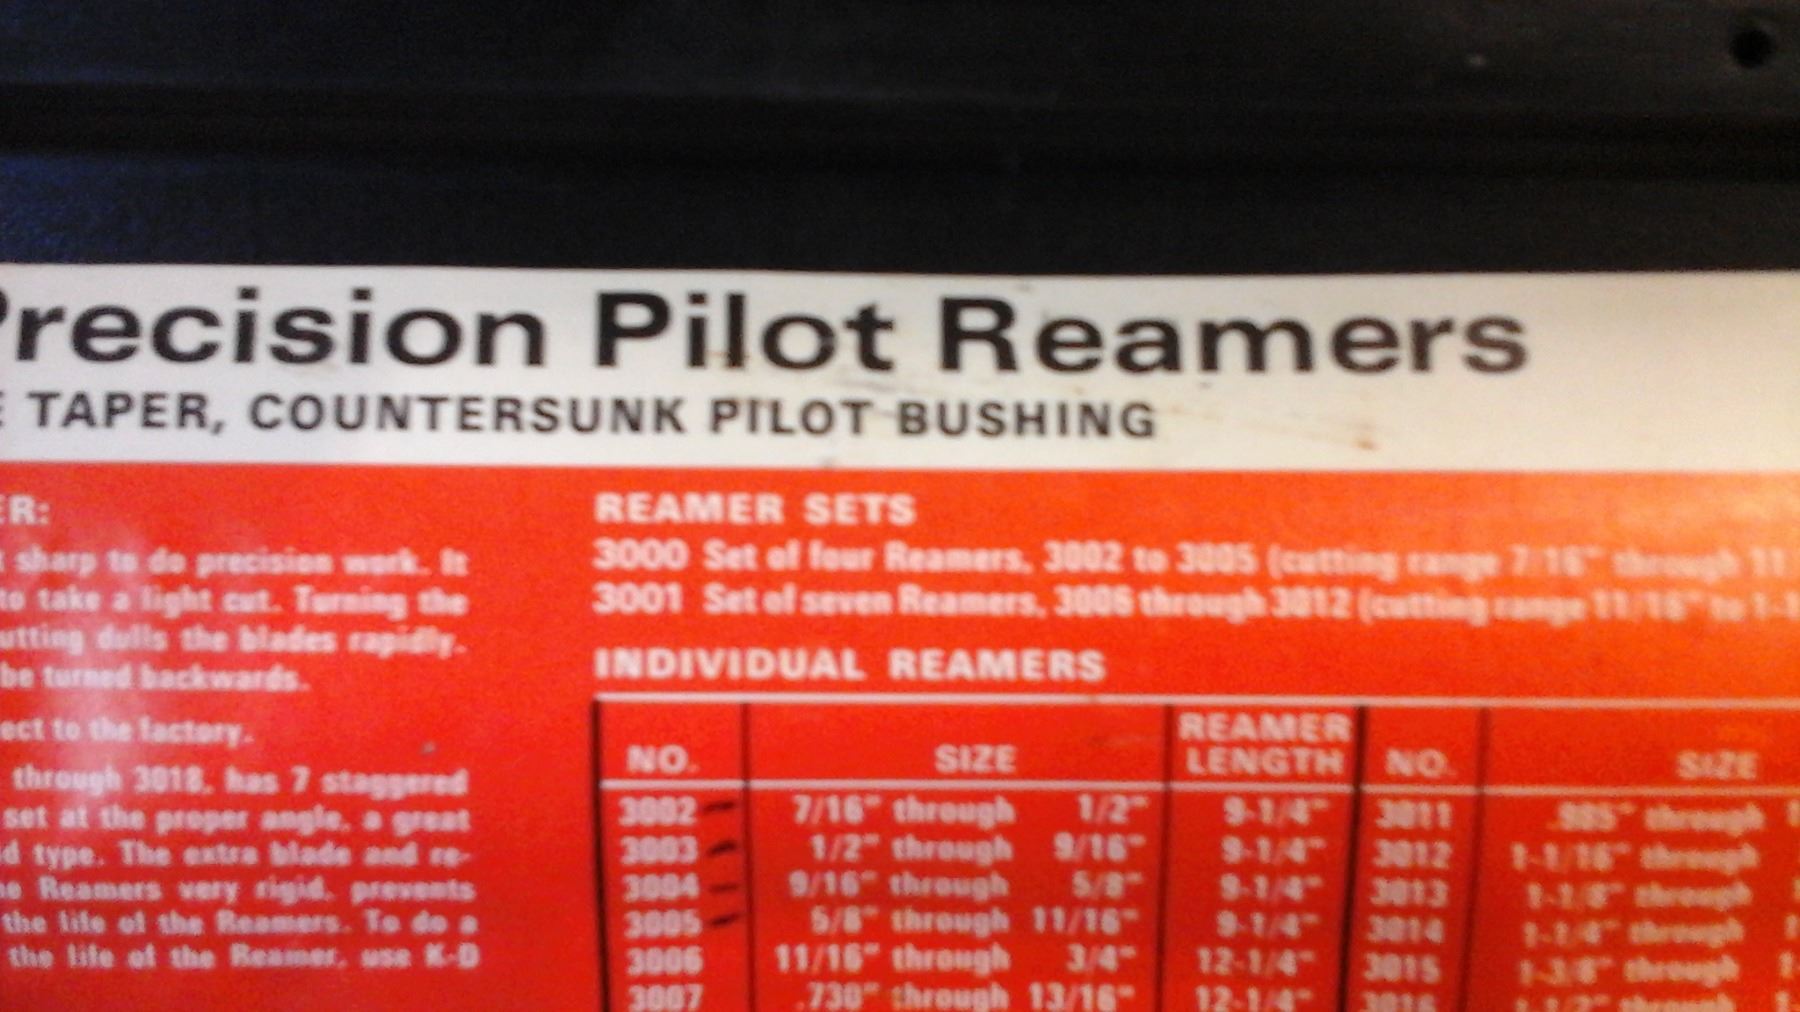 Precision Pilot Reamers
TAPER, COUNTERSUNK PILOT BUSHING
ER:
sharp to do precision work. It
to take a light cut. Turning the
utting dulls the blades rapidly.
be turned backwards.
ect to the factory.
through 3018, has 7 staggered
set at the proper angle, a great
d type. The extra blade and re-
Reamers very rigid, prevents
the life of the Reamers. To do a
the life of the Reamer, use K-D
REAMER SETS
3000 Set of four Reamers, 3002 to 3005 (cutting range 7/16" through 11
3001 Set of seven Reamers, 3006 through 3012 (cutting range 11/16" to 1-1
INDIVIDUAL REAMERS
NO. SIZE REAMER LENGTH NO. SIZE
3002 7/16" through 1/2" 9-1/4" 3011 through
3003 1/2" through 9/16" 9-1/4" 3012 1-1/16" through
3004 9/16" through 5/8" 9-1/4" 3013 1-1/8" through
3005 5/8" through 11/16" 9-1/4" 3014 1-1/4" through
3006 11/16" through 3/4" 12-1/4" 3015 1-3/8" through
3007 .730" through 13/16" 12-1/4" 3016 1-1/2" through